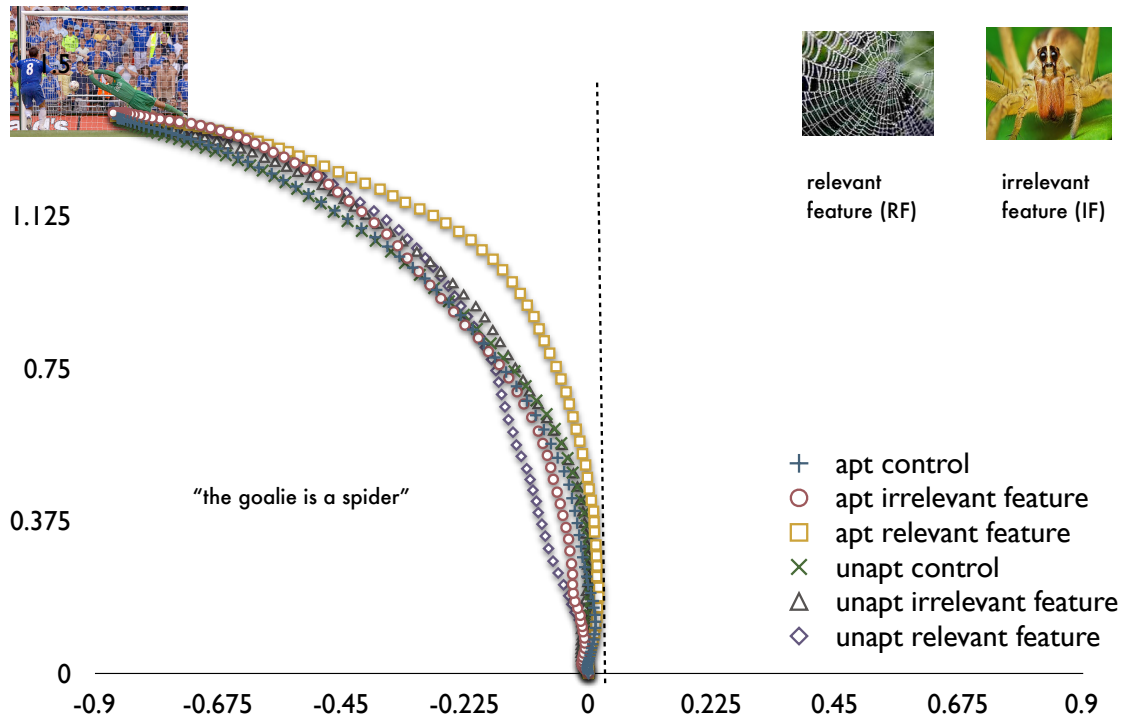 8
1.5
ard's
relevant
feature (RF)
irrelevant
feature (IF)
1.125
0.75
"the goalie is a spider"
0.375
0
apt control
apt irrelevant feature
apt relevant feature
unapt control
unapt irrelevant feature
unapt relevant feature
-0.9
-0.675
-0.45
-0.225
0
0.225
0.45
0.675
0.9